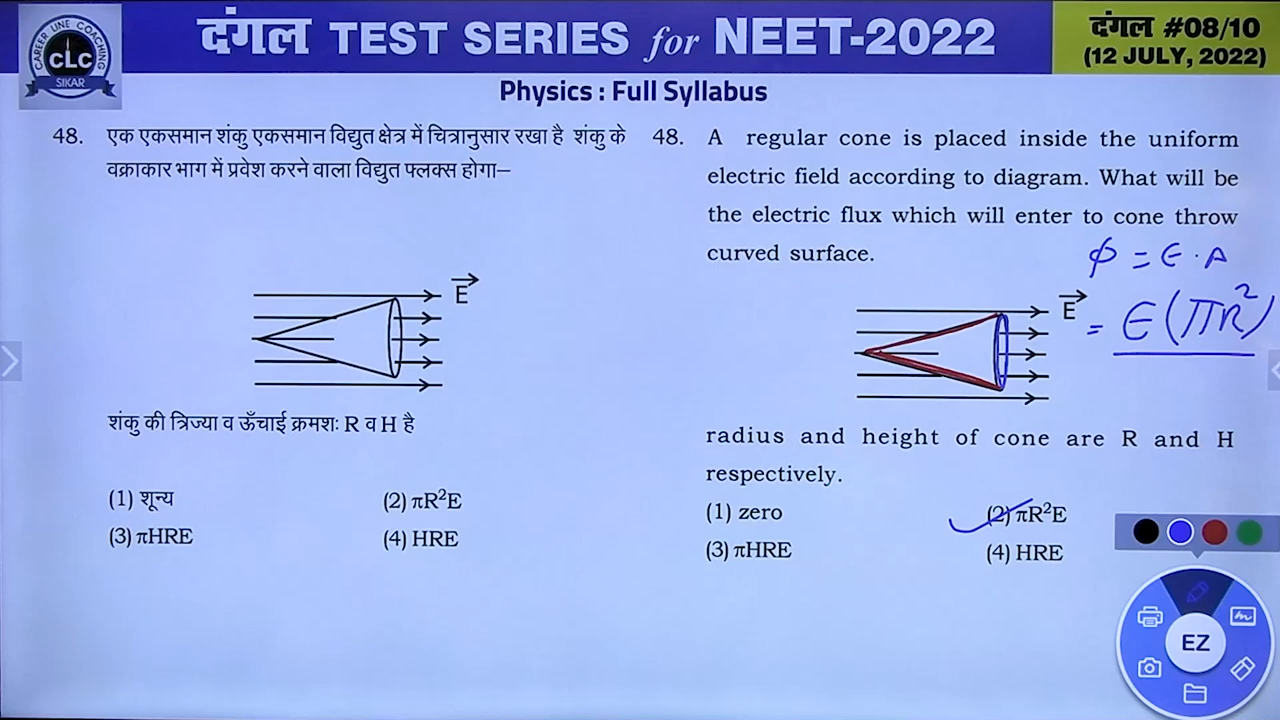 CAREER LINE COACHING
CLC
SIKAR
दंगल TEST SERIES for NEET-2022
दंगल #08/10
(12 JULY, 2022)
Physics : Full Syllabus
48. एक एकसमान शंकु एकसमान विद्युत क्षेत्र में चित्रानुसार रखा है शंकु के
वक्राकार भाग में प्रवेश करने वाला विद्युत फ्लक्स होगा–
E
शंकु की त्रिज्या व ऊँचाई क्रमशः R व H है
(1) शून्य
(2) πR²E
(3) πHRE
(4) HRE
48. A regular cone is placed inside the uniform
electric field according to diagram. What will be
the electric flux which will enter to cone throw
curved surface.
ϕ = E · A
= E(πR²)
E
radius and height of cone are R and H
respectively.
(1) zero
(2) πR²E
(3) πHRE
(4) HRE
EZ